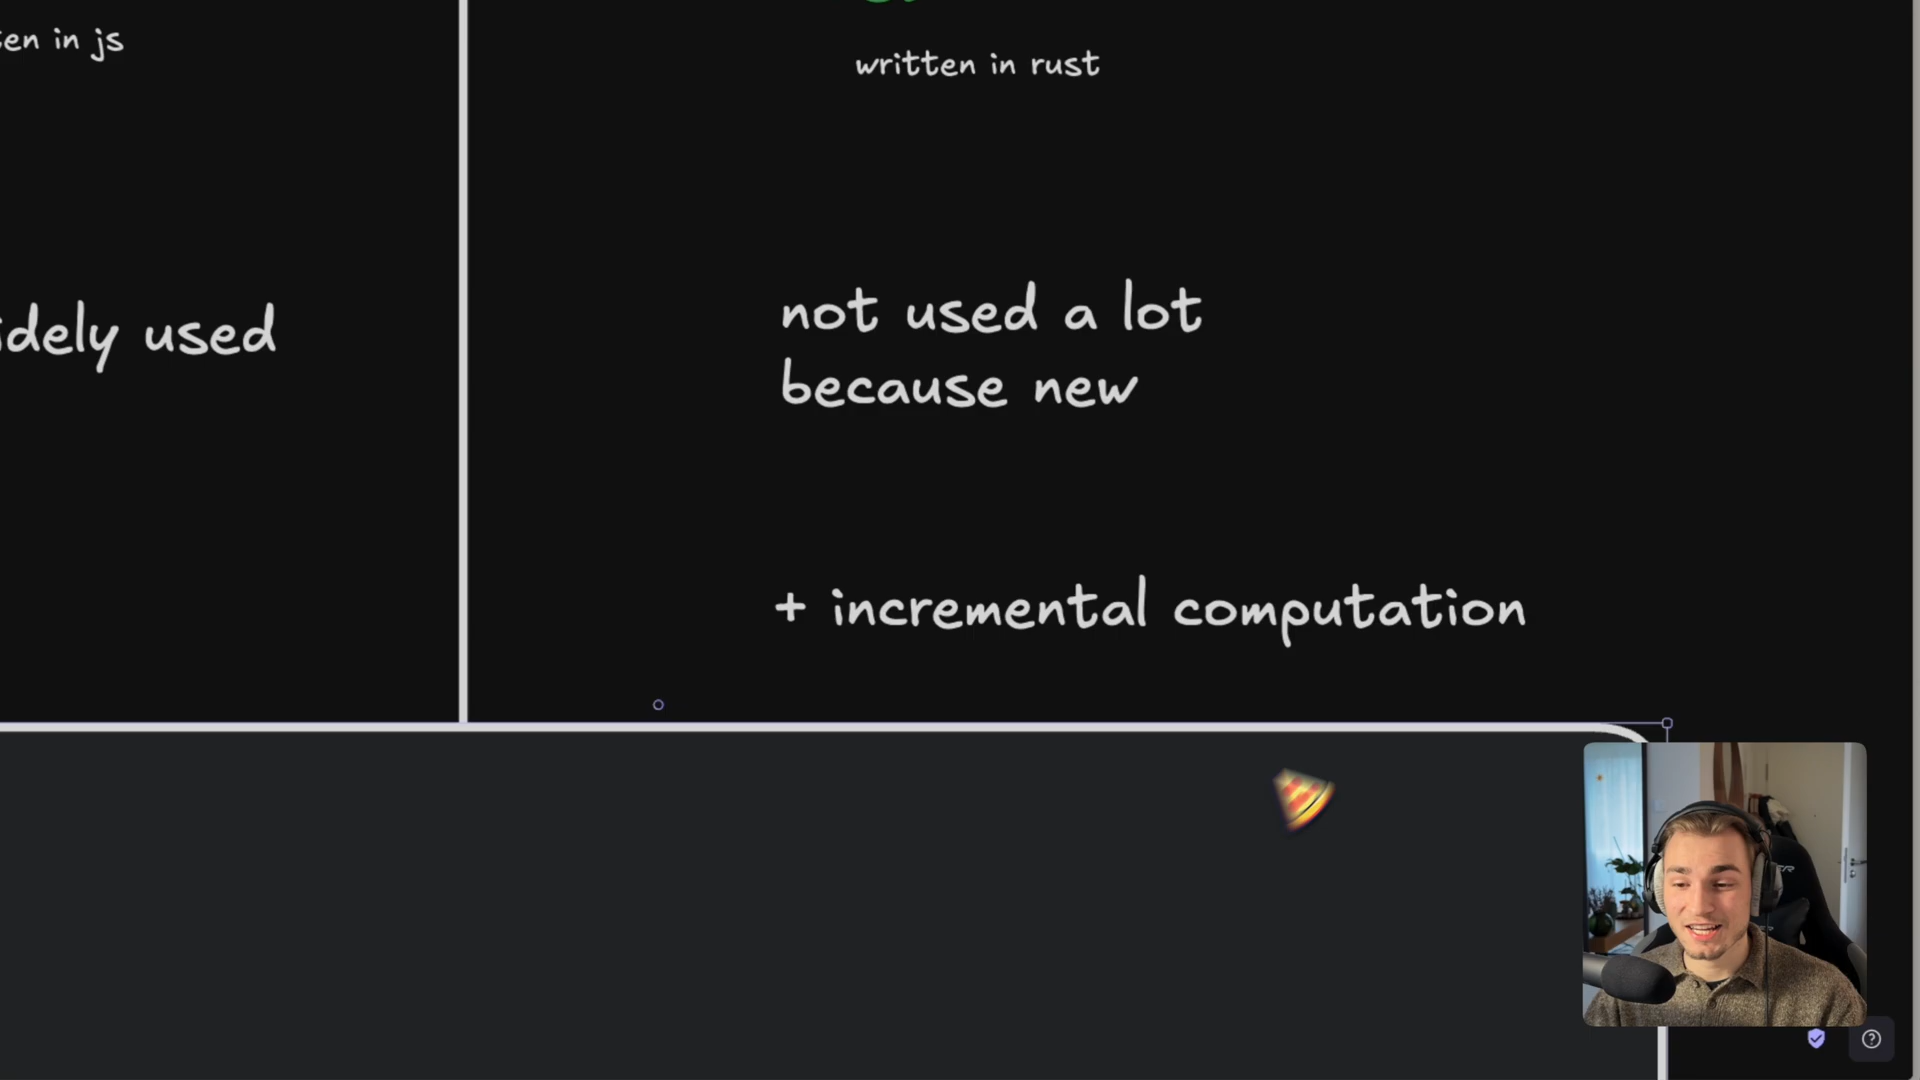 en in js
written in rust
idely used
not used a lot
because new
+ incremental computation